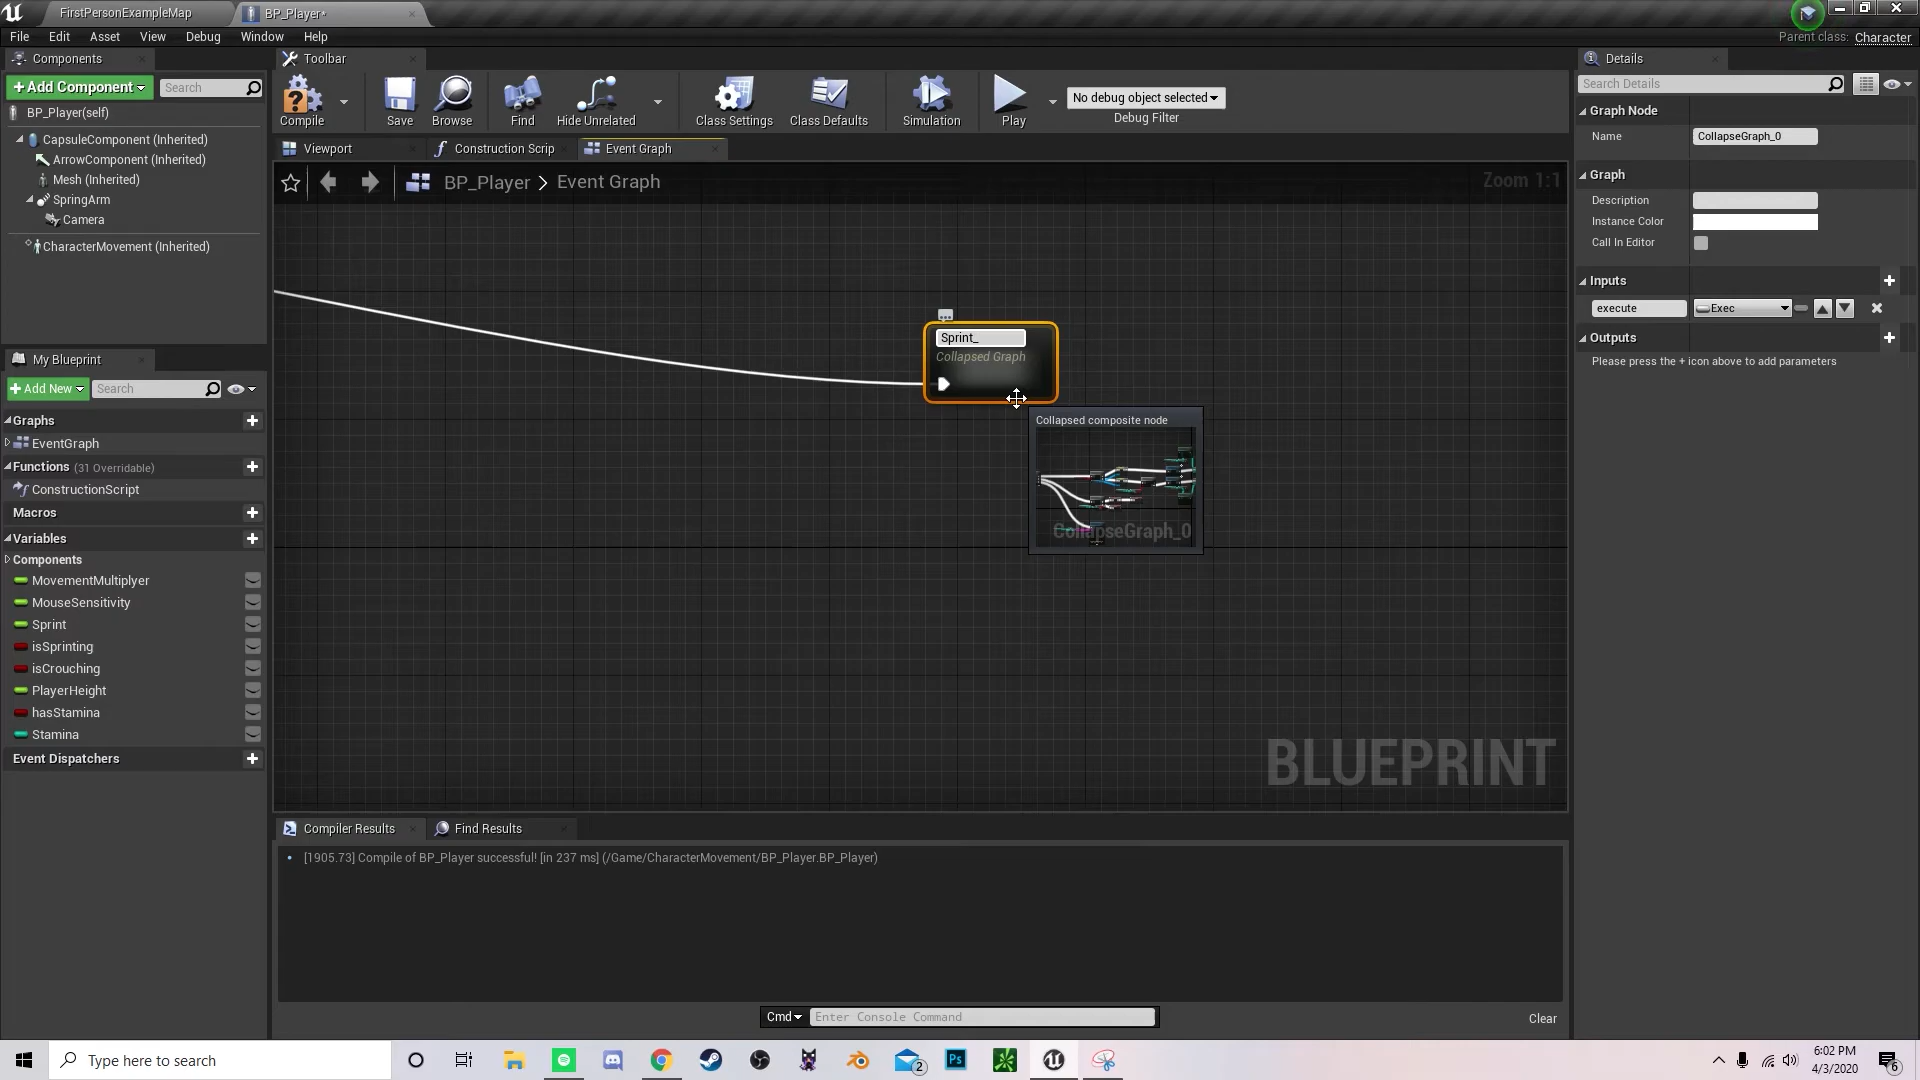 FirstPersonExampleMap
BP_Player*
File Edit Asset View Debug Window Help
Parent class: Character
Components
Toolbar
Details
+Add Component
Search
Compile
Save
Browse
Find
Hide Unrelated
Class Settings
Class Defaults
Simulation
Play
No debug object selected
Debug Filter
Search Details
BP_Player(self)
CapsuleComponent (Inherited)
ArrowComponent (Inherited)
Mesh (Inherited)
SpringArm
Camera
CharacterMovement (Inherited)
Viewport
Construction Scrip
Event Graph
BP_Player > Event Graph
Zoom 1:1
Graph Node
Name
CollapseGraph_0
Graph
Description
Instance Color
Call In Editor
Inputs
execute
Exec
Outputs
Please press the + icon above to add parameters
Sprint_
Collapsed Graph
Collapsed composite node
CollapseGraph_0
BLUEPRINT
My Blueprint
+Add New
Search
Graphs
EventGraph
Functions (31 Overridable)
ConstructionScript
Macros
Variables
Components
MovementMultiplyer
MouseSensitivity
Sprint
isSprinting
isCrouching
PlayerHeight
hasStamina
Stamina
Event Dispatchers
Compiler Results
Find Results
[1905.73] Compile of BP_Player successful! [in 237 ms] (/Game/CharacterMovement/BP_Player.BP_Player)
Cmd
Enter Console Command
Clear
Type here to search
2
Ps
6:02 PM
4/3/2020
6